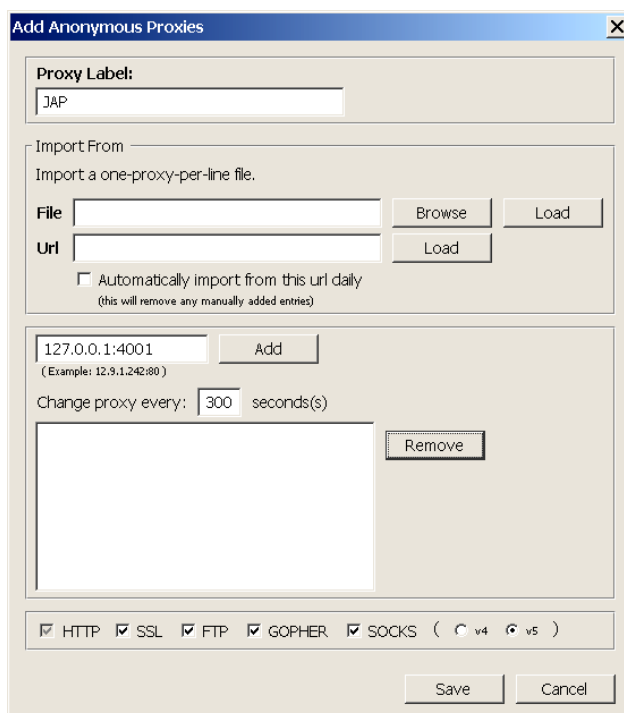 Add Anonymous Proxies
Proxy Label:
JAP
Import From
Import a one-proxy-per-line file.
File Browse Load
Url Load
Automatically import from this url daily
(this will remove any manually added entries)
127.0.0.1:4001 Add
( Example: 12.9.1.242:80 )
Change proxy every: 300 seconds(s)
Remove
HTTP SSL FTP GOPHER SOCKS ( v4 v5 )
Save Cancel